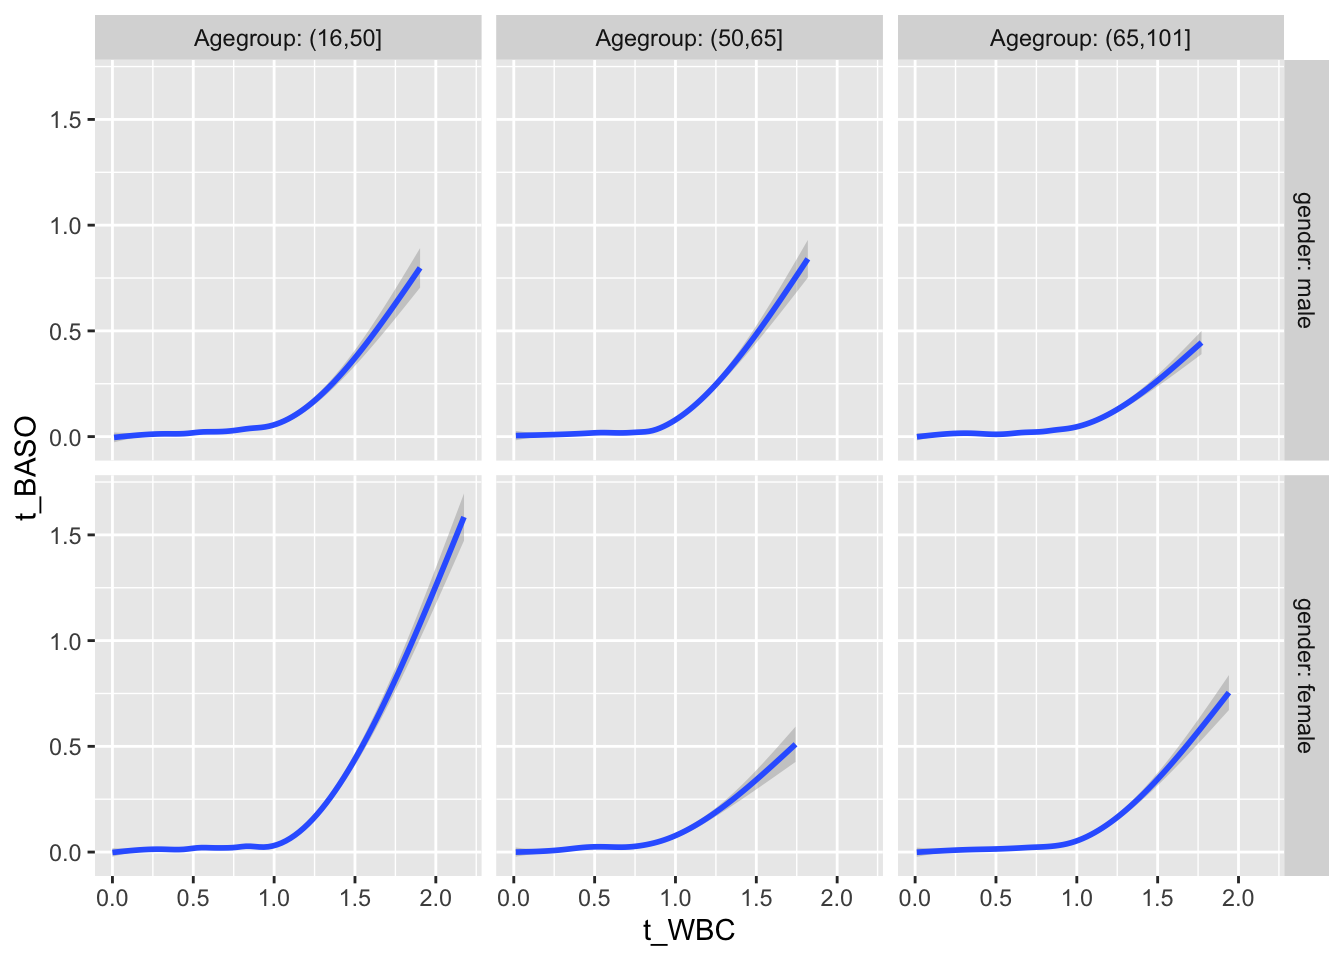 Agegroup: (16,50]
Agegroup: (50,65]
Agegroup: (65,101]
gender: male
gender: female
t_BASO
1.5
1.0
0.5
0.0
1.5
1.0
0.5
0.0
0.0 0.5 1.0 1.5 2.0
0.0 0.5 1.0 1.5 2.0
0.0 0.5 1.0 1.5 2.0
t_WBC